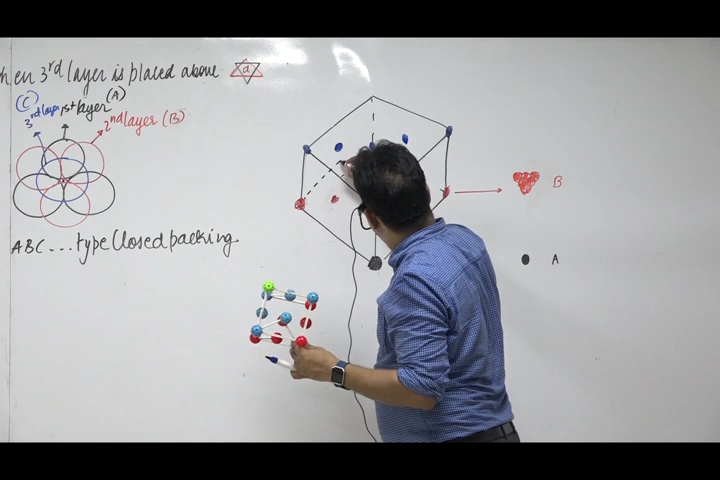 hen 3rd layer is placed above d
(C) 1st layer (A)
3rd layer
2nd layer (B)
ABC ... type Closed packing
B
A